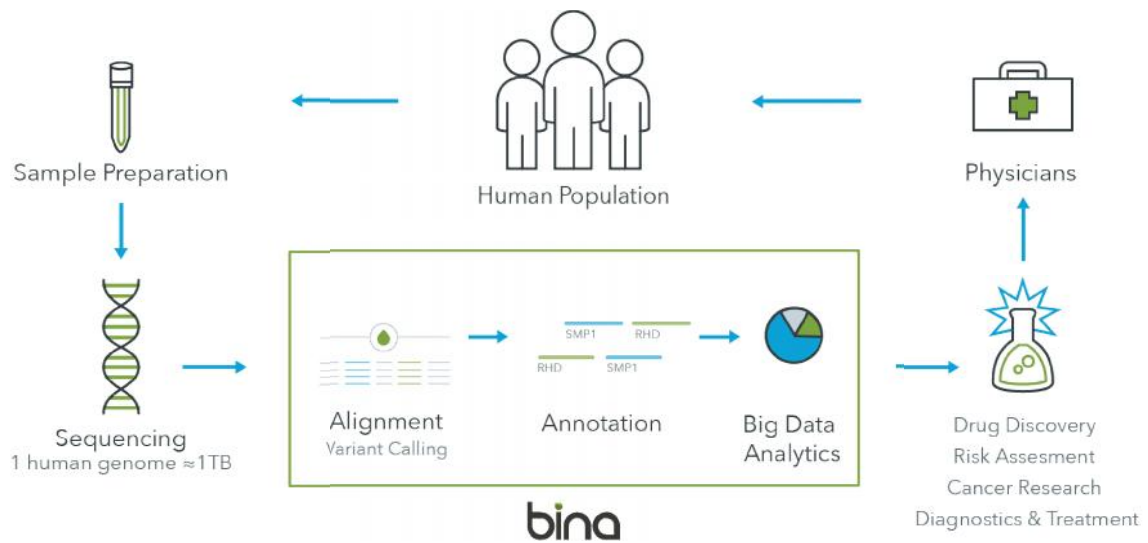 Sample Preparation
Human Population
Physicians
Sequencing
1 human genome ≈1TB
SMP1 RHD
RHD SMP1
Alignment
Variant Calling
Annotation
Big Data
Analytics
Drug Discovery
Risk Assesment
Cancer Research
Diagnostics & Treatment
bina